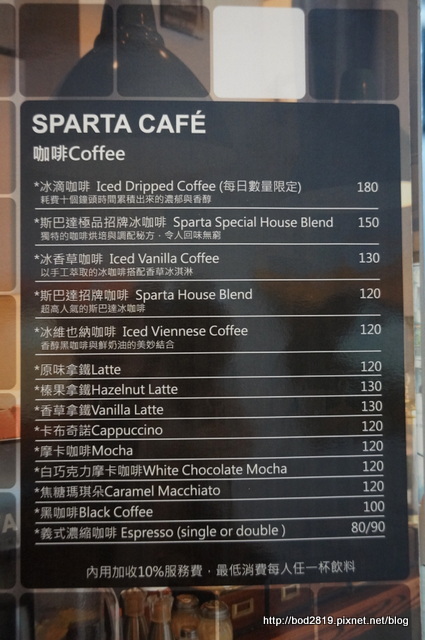 SPARTA CAFÉ
咖啡Coffee
*冰滴咖啡 Iced Dripped Coffee (每日數量限定) 180
耗費十個鐘頭時間累積出來的濃郁與香醇
*斯巴達極品招牌冰咖啡 Sparta Special House Blend 150
獨特的咖啡烘培與調配秘方，令人回味無窮
*冰香草咖啡 Iced Vanilla Coffee 130
以手工萃取的冰咖啡搭配香草冰淇淋
*斯巴達招牌咖啡 Sparta House Blend 120
超高人氣的斯巴達冰咖啡
*冰維也納咖啡 Iced Viennese Coffee 120
香醇黑咖啡與鮮奶油的美妙結合
*原味拿鐵Latte 120
*榛果拿鐵Hazelnut Latte 130
*香草拿鐵Vanilla Latte 130
*卡布奇諾Cappuccino 120
*摩卡咖啡Mocha 120
*白巧克力摩卡咖啡White Chocolate Mocha 120
*焦糖瑪琪朵Caramel Macchiato 120
*黑咖啡Black Coffee 100
*義式濃縮咖啡 Espresso (single or double ) 80/90
內用加收10%服務費，最低消費每人任一杯飲料
http://bod2819.pixnet.net/blog